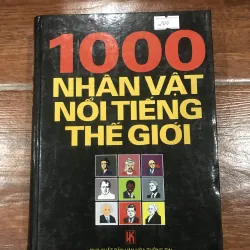 1000
NHÂN VẬT
NỔI TIẾNG
THẾ GIỚI